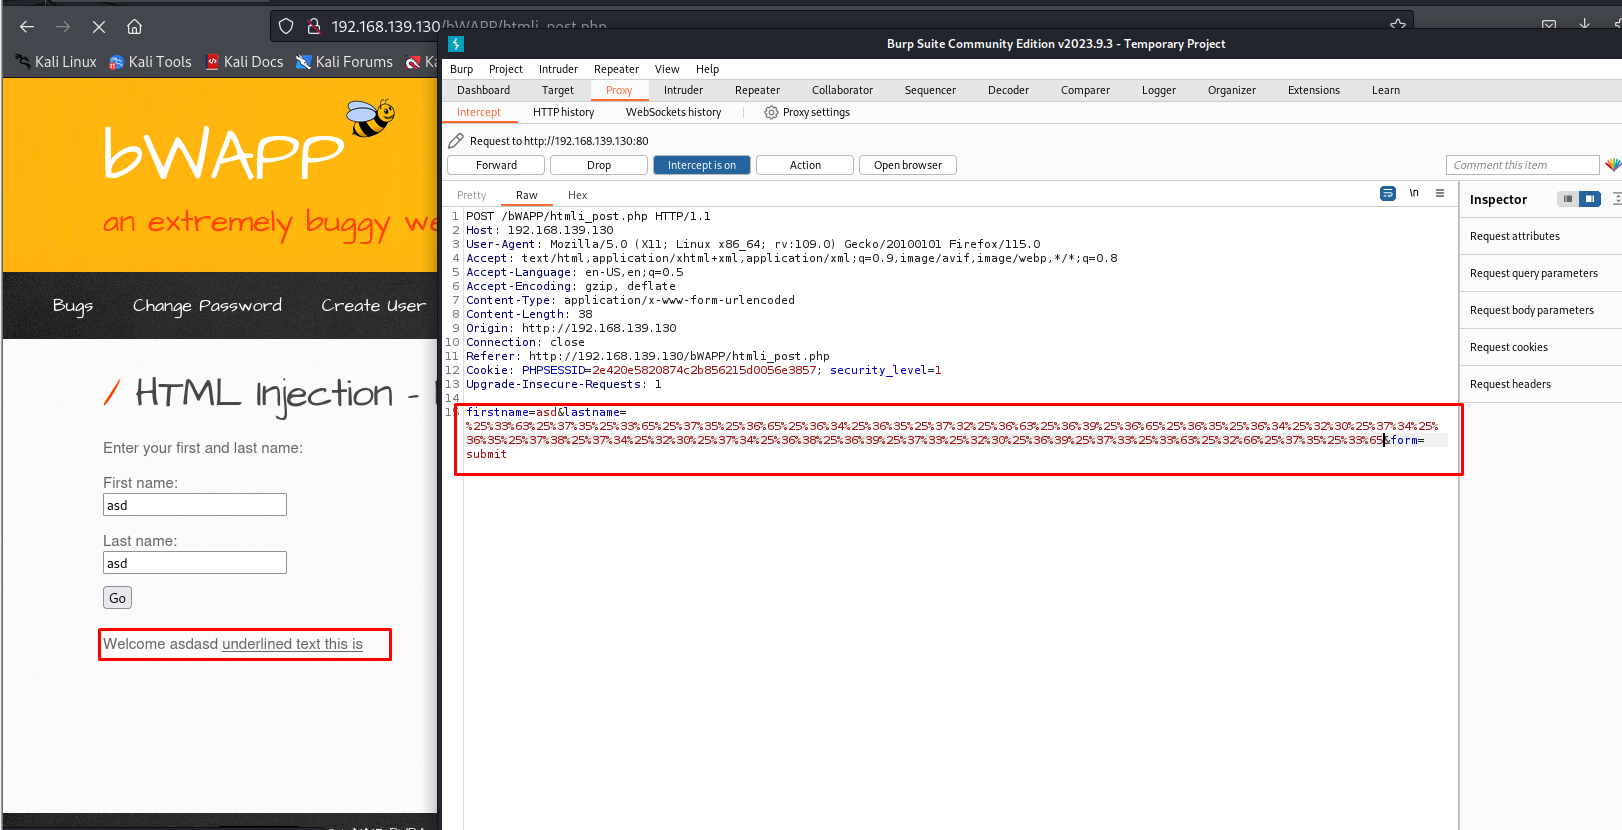 192.168.139.130/bWAPP/htmli_post.php
Kali Linux Kali Tools Kali Docs Kali Forums Ka
bWAPP
an extremely buggy we
Bugs Change Password Create User
/ HTML Injection -
Enter your first and last name:
First name:
asd
Last name:
asd
Go
Welcome asdasd underlined text this is
Burp Suite Community Edition v2023.9.3 - Temporary Project
Burp Project Intruder Repeater View Help
Dashboard Target Proxy Intruder Repeater Collaborator Sequencer Decoder Comparer Logger Organizer Extensions Learn
Intercept HTTP history WebSockets history Proxy settings
Request to http://192.168.139.130:80
Forward Drop Intercept is on Action Open browser Comment this item
Pretty Raw Hex \n
1 POST /bWAPP/htmli_post.php HTTP/1.1
2 Host: 192.168.139.130
3 User-Agent: Mozilla/5.0 (X11; Linux x86_64; rv:109.0) Gecko/20100101 Firefox/115.0
4 Accept: text/html,application/xhtml+xml,application/xml;q=0.9,image/avif,image/webp,*/*;q=0.8
5 Accept-Language: en-US,en;q=0.5
6 Accept-Encoding: gzip, deflate
7 Content-Type: application/x-www-form-urlencoded
8 Content-Length: 38
9 Origin: http://192.168.139.130
10 Connection: close
11 Referer: http://192.168.139.130/bWAPP/htmli_post.php
12 Cookie: PHPSESSID=2e420e5820874c2b856215d0056e3857; security_level=1
13 Upgrade-Insecure-Requests: 1
14
15 firstname=asd&lastname=
%25%33%63%25%37%35%25%33%65%25%37%35%25%36%65%25%36%34%25%36%35%25%37%32%25%36%63%25%36%39%25%36%65%25%36%35%25%36%34%25%32%30%25%37%34%25%
36%35%25%37%38%25%37%34%25%32%30%25%37%34%25%36%38%25%36%39%25%37%33%25%32%30%25%36%39%25%37%33%25%33%63%25%32%66%25%37%35%25%33%65&form=
submit
Inspector
Request attributes
Request query parameters
Request body parameters
Request cookies
Request headers